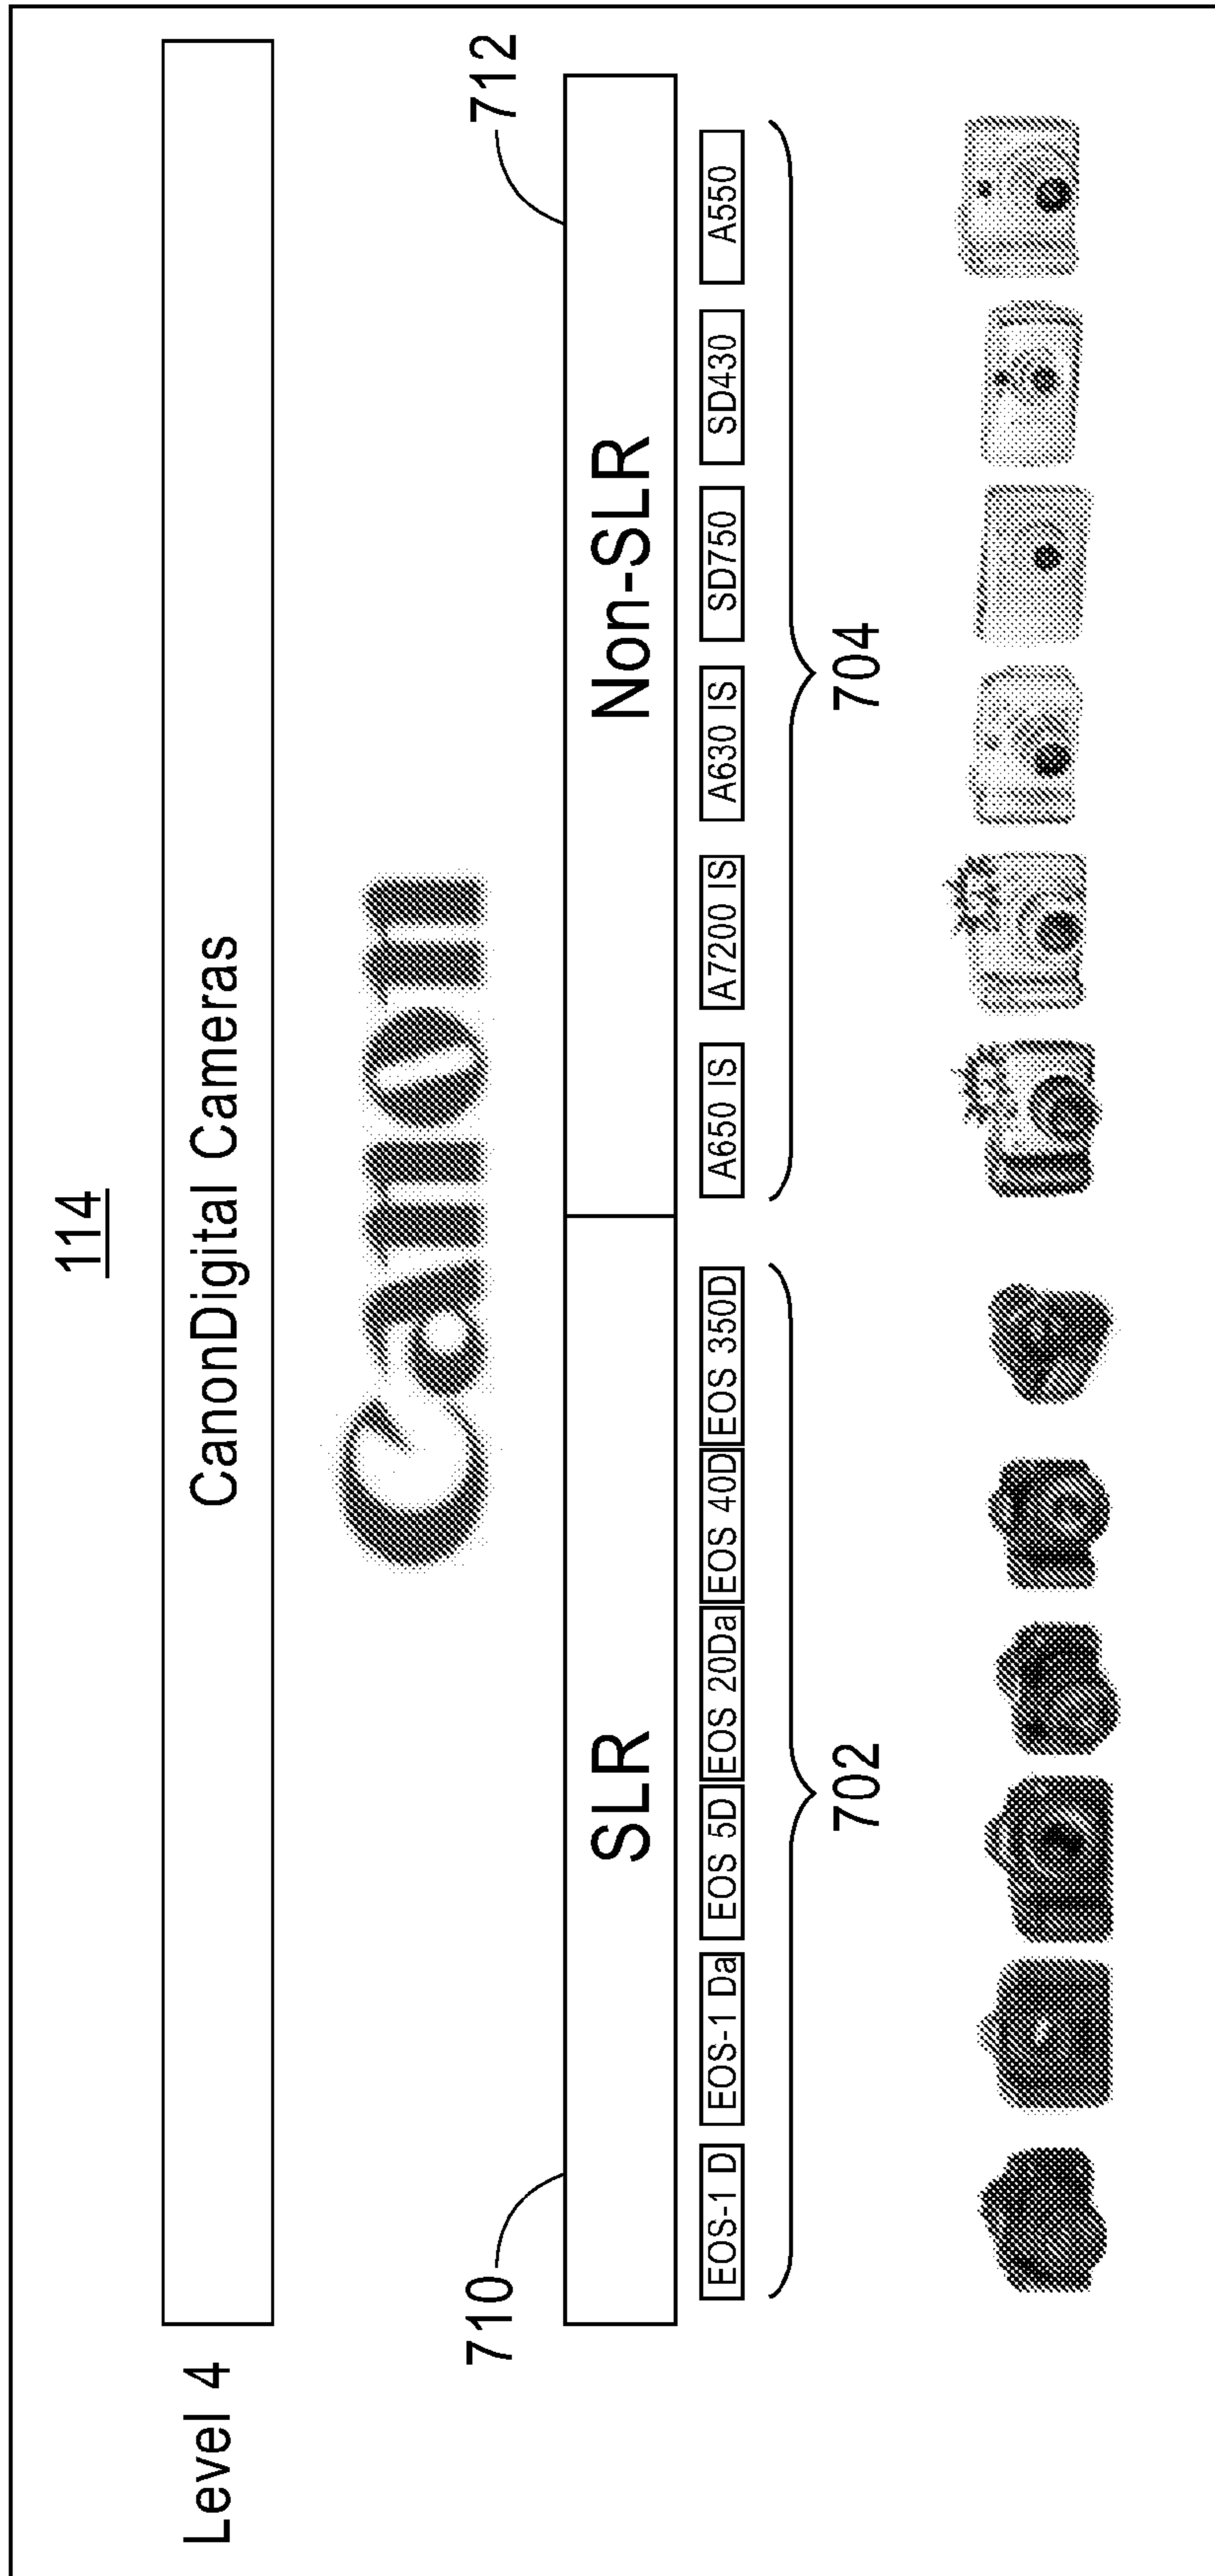 114
Level 4
CanonDigital Cameras
Canon
710
712
SLR
Non-SLR
EOS-1 D
EOS-1 Da
EOS 5D
EOS 20Da
EOS 40D
EOS 350D
A650 IS
A7200 IS
A630 IS
SD750
SD430
A550
702
704